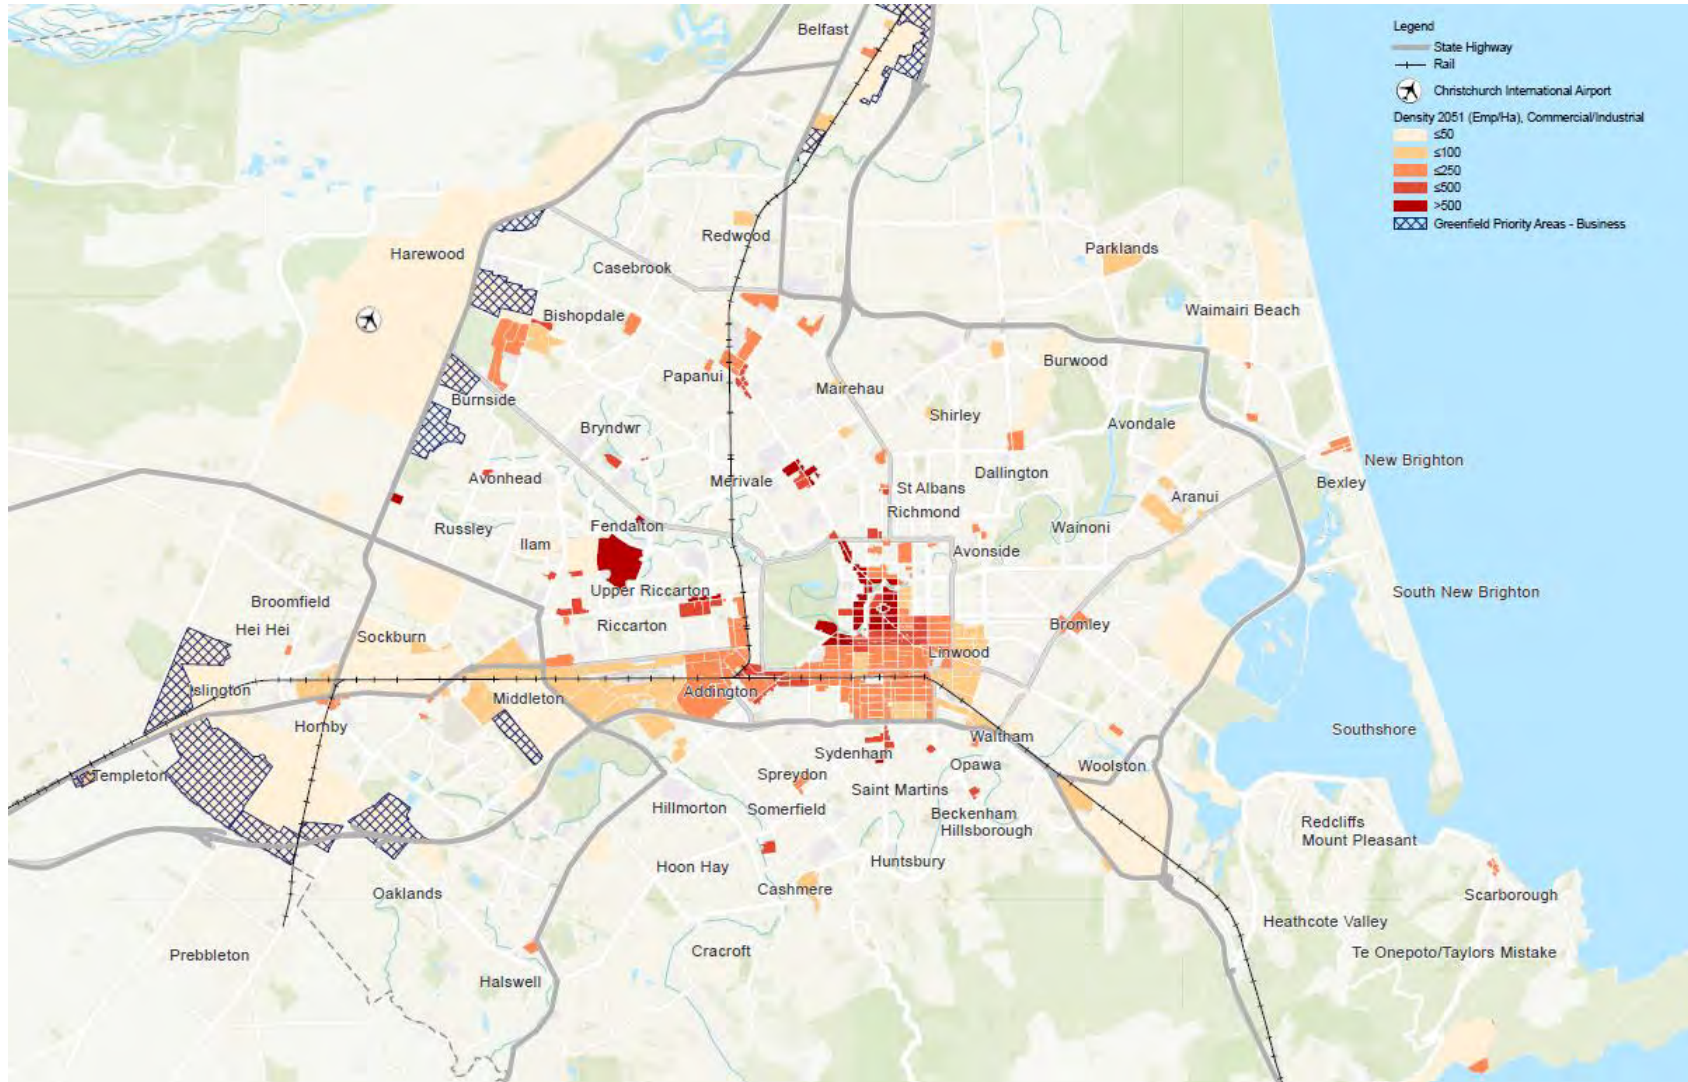 Legend
State Highway
Rail
Christchurch International Airport
Density 2051 (Emp/Ha), Commercial/Industrial
≤50
≤100
≤250
≤500
>500
Greenfield Priority Areas - Business
Belfast
Redwood
Harewood
Casebrook
Parklands
Bishopdale
Waimairi Beach
Burwood
Papanui
Mairehau
Burnside
Shirley
Avondale
Bryndwr
New Brighton
Dallington
Avonhead
Merivale
Bexley
St Albans
Aranui
Richmond
Russley
Fendalton
Wainoni
Ilam
Avonside
Upper Riccarton
South New Brighton
Broomfield
Riccarton
Bromley
Hei Hei
Sockburn
Linwood
Islington
Middleton
Addington
Hornby
Southshore
Waltham
Sydenham
Opawa
Woolston
Templeton
Spreydon
Saint Martins
Hillmorton
Somerfield
Beckenham
Hillsborough
Redcliffs
Mount Pleasant
Huntsbury
Hoon Hay
Cashmere
Oaklands
Scarborough
Heathcote Valley
Prebbleton
Cracroft
Te Onepoto/Taylors Mistake
Halswell